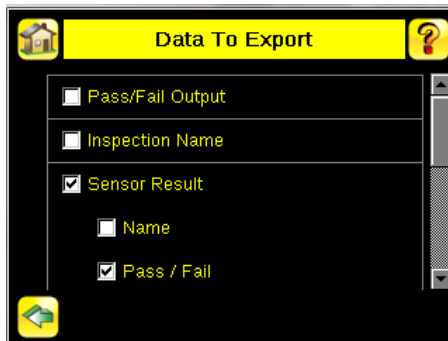 Data To Export
?
Pass/Fail Output
Inspection Name
Sensor Result
Name
Pass / Fail